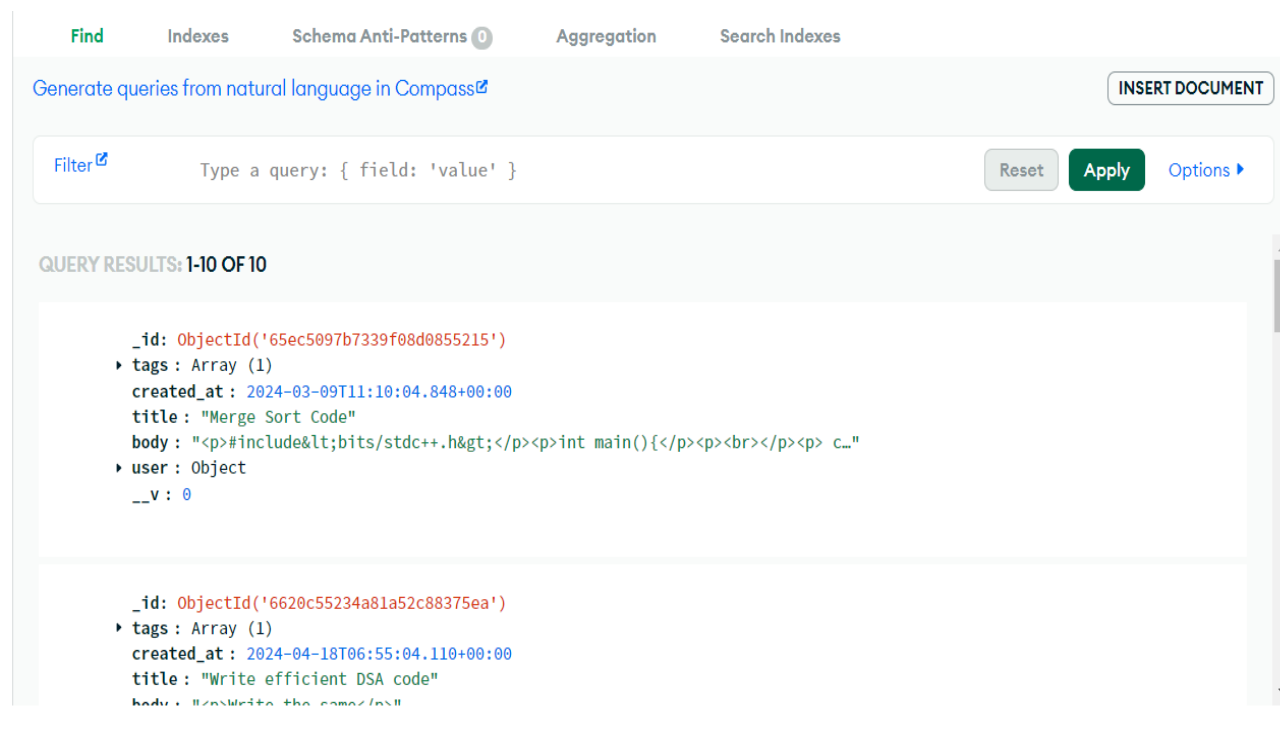 Find Indexes Schema Anti-Patterns 0 Aggregation Search Indexes
Generate queries from natural language in Compass
INSERT DOCUMENT
Filter Type a query: { field: 'value' } Reset Apply Options
QUERY RESULTS: 1-10 OF 10
_id: ObjectId('65ec5097b7339f08d0855215')
tags : Array (1)
created_at : 2024-03-09T11:10:04.848+00:00
title : "Merge Sort Code"
body : "<p>#include&lt;bits/stdc++.h&gt;</p><p>int main(){</p><p><br></p><p> c…"
user : Object
__v : 0
_id: ObjectId('6620c55234a81a52c88375ea')
tags : Array (1)
created_at : 2024-04-18T06:55:04.110+00:00
title : "Write efficient DSA code"
body : "<p>Write the same</p>"